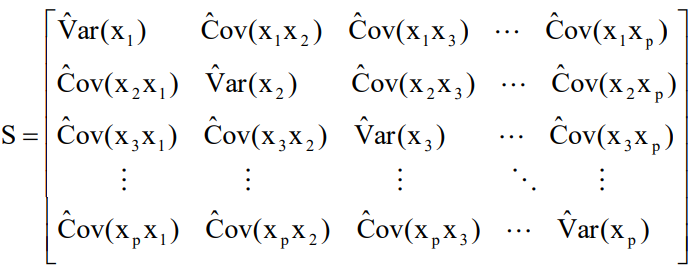 V̂ar(x₁) Ĉov(x₁x₂) Ĉov(x₁x₃) ⋯ Ĉov(x₁xₚ)
Ĉov(x₂x₁) V̂ar(x₂) Ĉov(x₂x₃) ⋯ Ĉov(x₂xₚ)
S = Ĉov(x₃x₁) Ĉov(x₃x₂) V̂ar(x₃) ⋯ Ĉov(x₃xₚ)
⋮ ⋮ ⋮ ⋱ ⋮
Ĉov(xₚx₁) Ĉov(xₚx₂) Ĉov(xₚx₃) ⋯ V̂ar(xₚ)